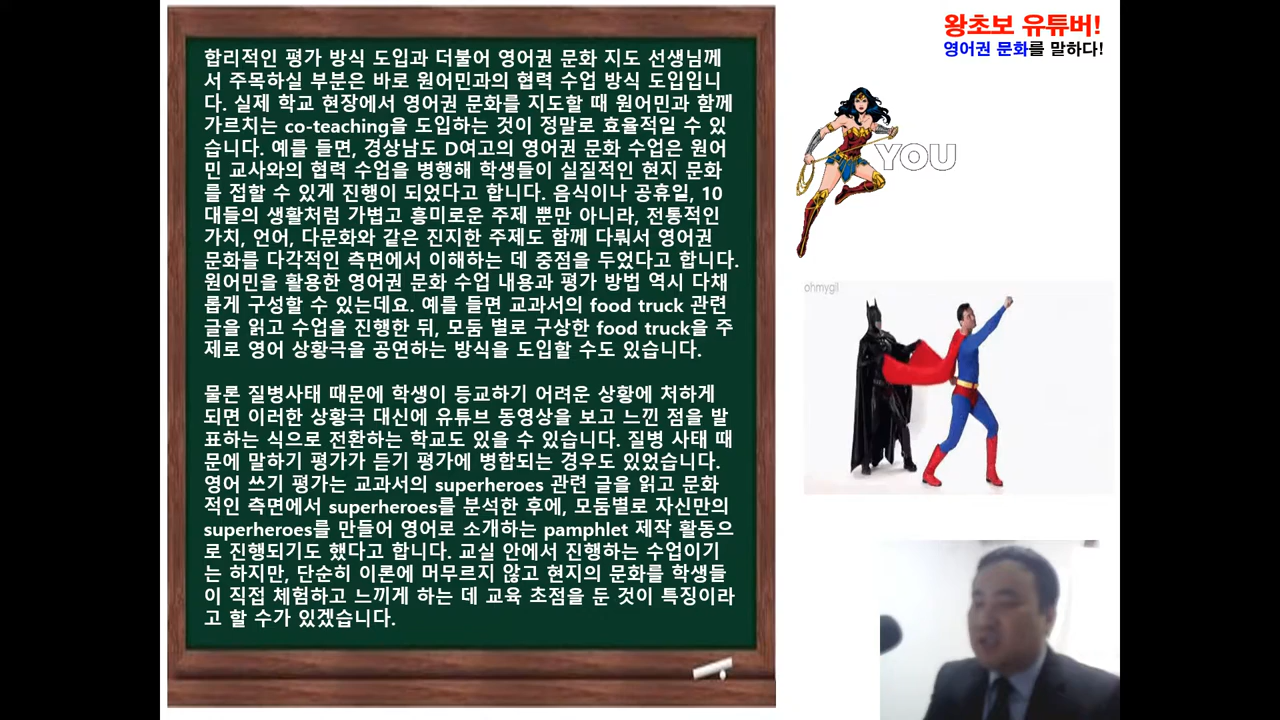 합리적인 평가 방식 도입과 더불어 영어권 문화 지도 선생님께
서 주목하실 부분은 바로 원어민과의 협력 수업 방식 도입입니
다. 실제 학교 현장에서 영어권 문화를 지도할 때 원어민과 함께
가르치는 co-teaching을 도입하는 것이 정말로 효율적일 수 있
습니다. 예를 들면, 경상남도 D여고의 영어권 문화 수업은 원어
민 교사와의 협력 수업을 병행해 학생들이 실질적인 현지 문화
를 접할 수 있게 진행이 되었다고 합니다. 음식이나 공휴일, 10
대들의 생활처럼 가볍고 흥미로운 주제 뿐만 아니라, 전통적인
가치, 언어, 다문화와 같은 진지한 주제도 함께 다뤄서 영어권
문화를 다각적인 측면에서 이해하는 데 중점을 두었다고 합니다.
원어민을 활용한 영어권 문화 수업 내용과 평가 방법 역시 다채
롭게 구성할 수 있는데요. 예를 들면 교과서의 food truck 관련
글을 읽고 수업을 진행한 뒤, 모둠 별로 구상한 food truck을 주
제로 영어 상황극을 공연하는 방식을 도입할 수도 있습니다.
물론 질병사태 때문에 학생이 등교하기 어려운 상황에 처하게
되면 이러한 상황극 대신에 유튜브 동영상을 보고 느낀 점을 발
표하는 식으로 전환하는 학교도 있을 수 있습니다. 질병 사태 때
문에 말하기 평가가 듣기 평가에 병합되는 경우도 있었습니다.
영어 쓰기 평가는 교과서의 superheroes 관련 글을 읽고 문화
적인 측면에서 superheroes를 분석한 후에, 모둠별로 자신만의
superheroes를 만들어 영어로 소개하는 pamphlet 제작 활동으
로 진행되기도 했다고 합니다. 교실 안에서 진행하는 수업이기
는 하지만, 단순히 이론에 머무르지 않고 현지의 문화를 학생들
이 직접 체험하고 느끼게 하는 데 교육 초점을 둔 것이 특징이라
고 할 수가 있겠습니다.
왕초보 유튜버!
영어권 문화를 말하다!
YOU
ohmygil